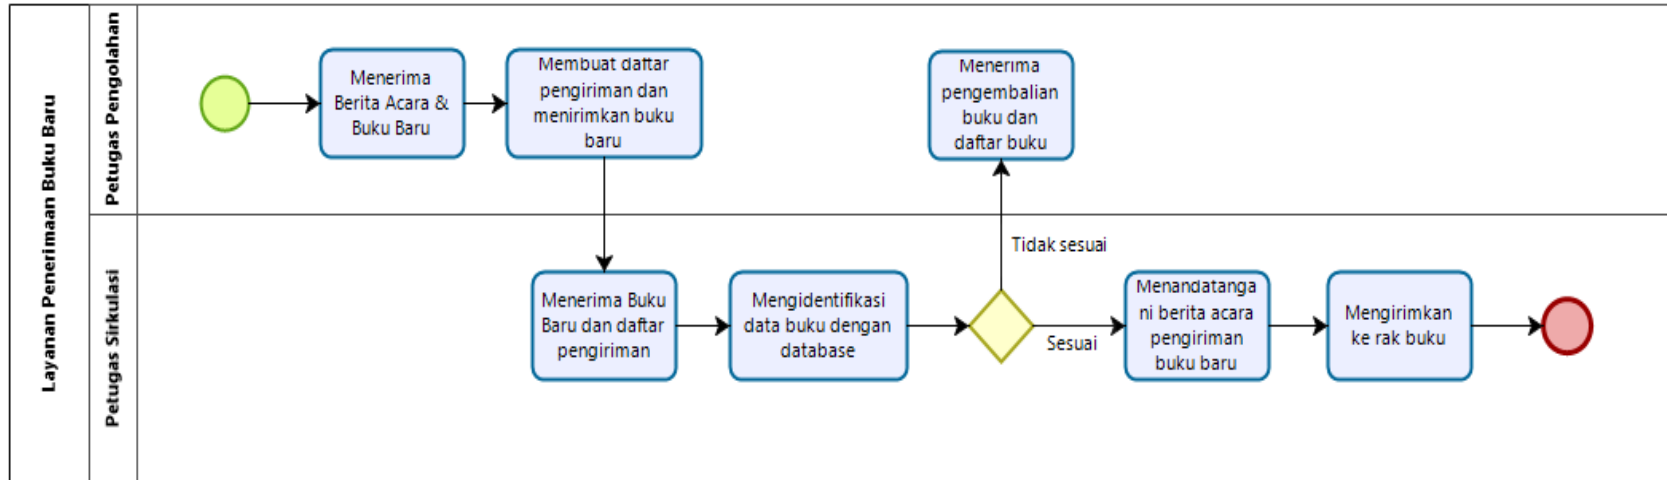 Layanan Penerimaan Buku Baru
Petugas Pengolahan
Menerima
Berita Acara &
Buku Baru
Membuat daftar
pengiriman dan
menirimkan buku
baru
Menerima
pengembalian
buku dan
daftar buku
Petugas Sirkulasi
Menerima Buku
Baru dan daftar
pengiriman
Mengidentifikasi
data buku dengan
database
Tidak sesuai
Sesuai
Menandatanga
ni berita acara
pengiriman
buku baru
Mengirimkan
ke rak buku